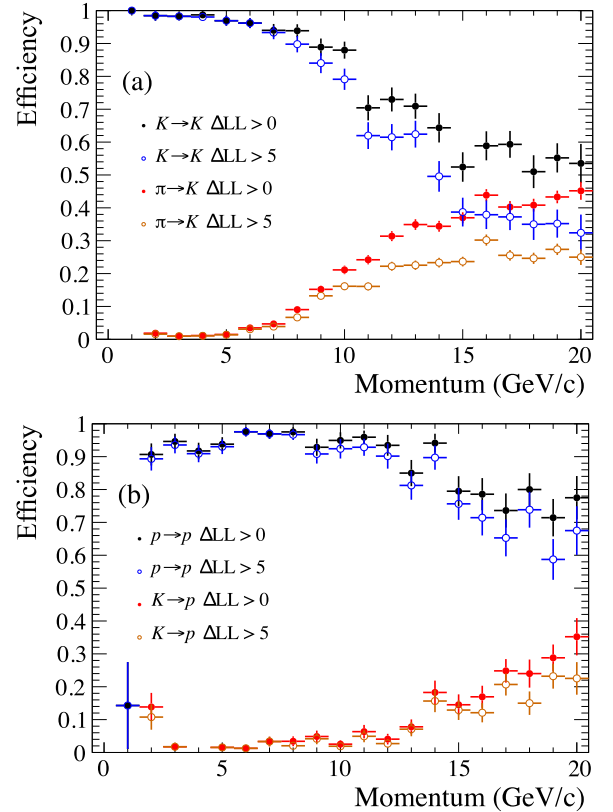 Efficiency
1
0.9
0.8
0.7
0.6
0.5
0.4
0.3
0.2
0.1
0
(a)
K→K ΔLL > 0
K→K ΔLL > 5
π→K ΔLL > 0
π→K ΔLL > 5
0 5 10 15 20
Momentum (GeV/c)
Efficiency
1
0.9
0.8
0.7
0.6
0.5
0.4
0.3
0.2
0.1
0
(b)
p→p ΔLL > 0
p→p ΔLL > 5
K→p ΔLL > 0
K→p ΔLL > 5
0 5 10 15 20
Momentum (GeV/c)